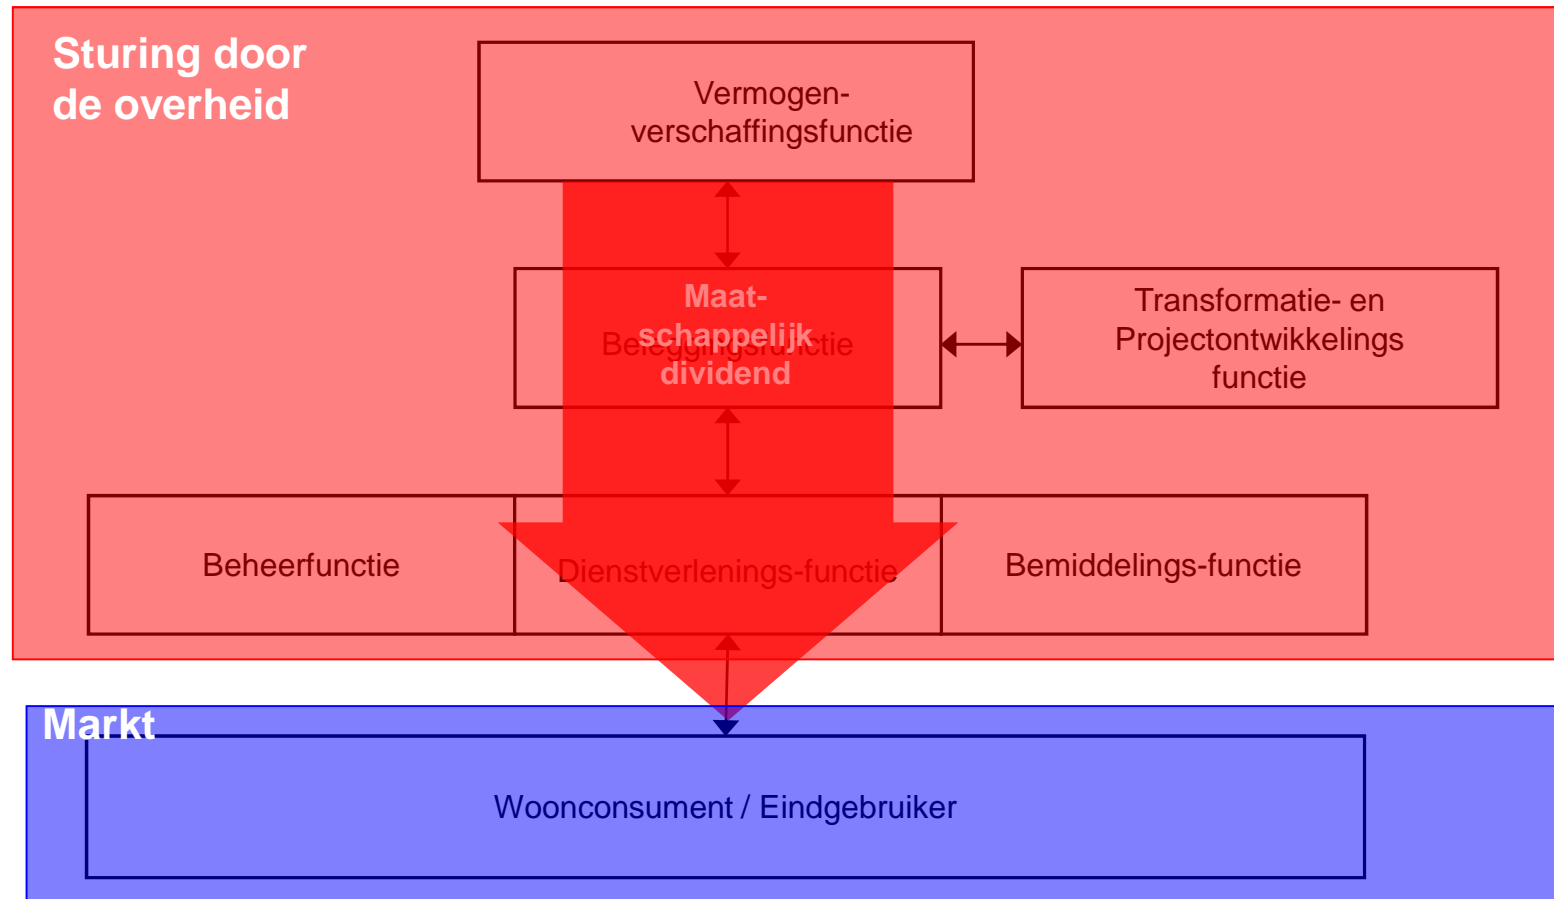 Sturing door
de overheid
Vermogen-
verschaffingsfunctie
Maat-
schappelijk
dividend
Beleggingsfunctie
Transformatie- en
Projectontwikkelings
functie
Beheerfunctie
Dienstverlenings-functie
Bemiddelings-functie
Markt
Woonconsument / Eindgebruiker